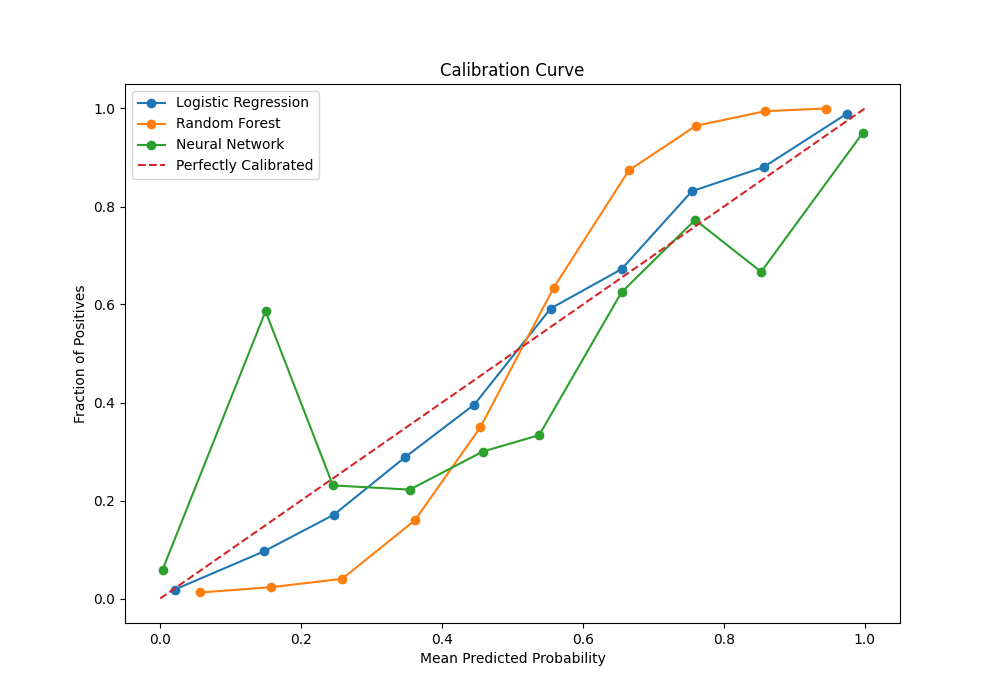 Calibration Curve
Logistic Regression
Random Forest
Neural Network
Perfectly Calibrated
Fraction of Positives
1.0
0.8
0.6
0.4
0.2
0.0
0.0 0.2 0.4 0.6 0.8 1.0
Mean Predicted Probability